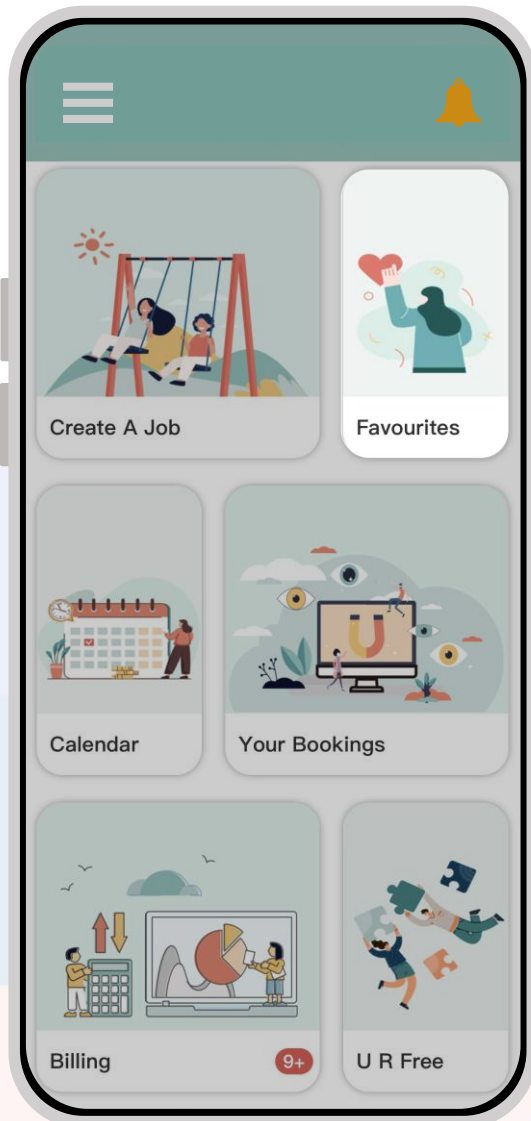 Create A Job
Favourites
Calendar
Your Bookings
Billing
9+
U R Free